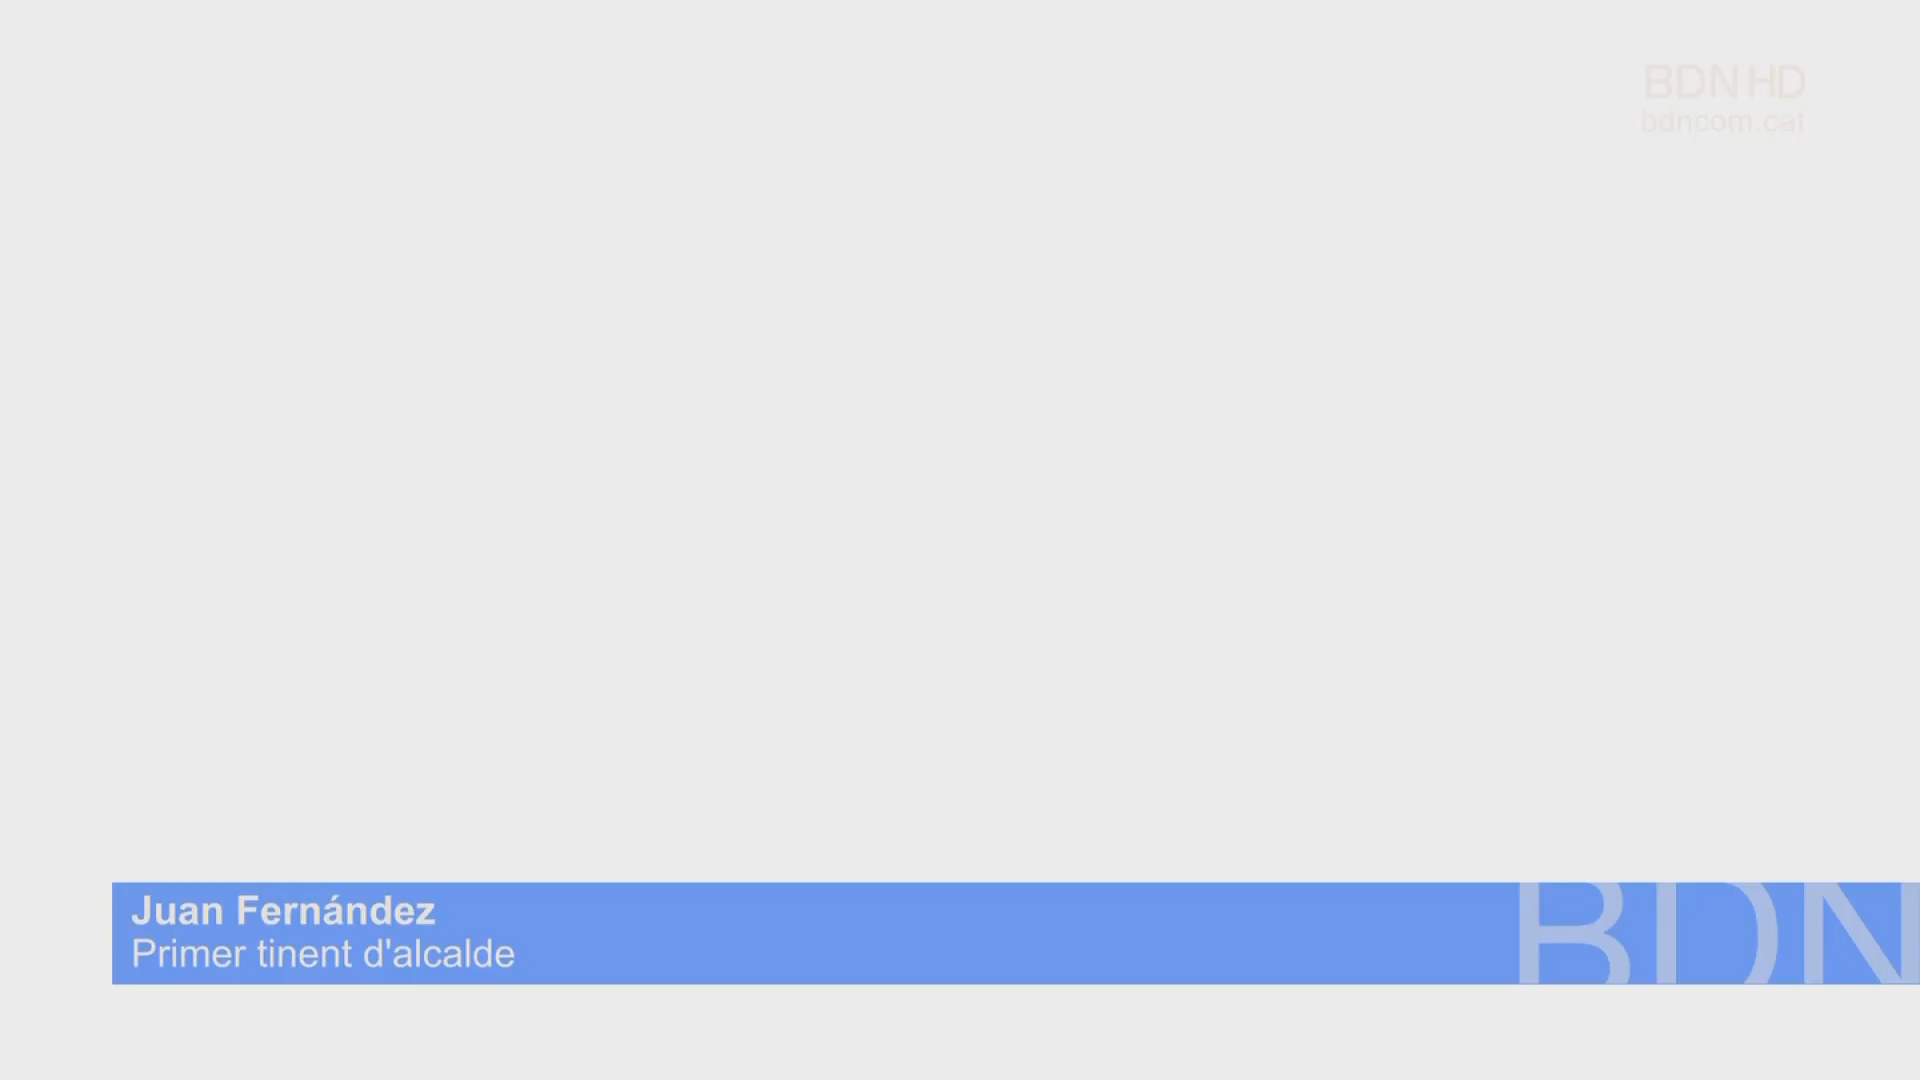 BDN HD
bdncom.cat
Juan Fernández
Primer tinent d'alcalde
BDN